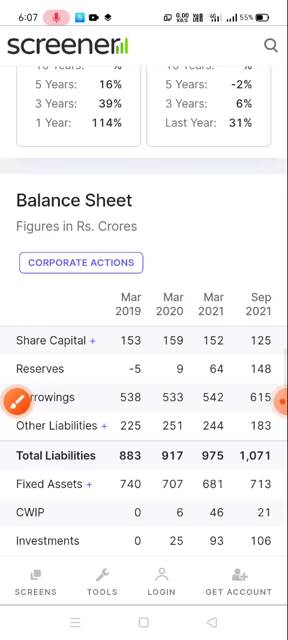 6:07
0.00 KB/S
4G
55%
screener
5 Years: 16%
5 Years: -2%
3 Years: 39%
3 Years: 6%
1 Year: 114%
Last Year: 31%
Balance Sheet
Figures in Rs. Crores
CORPORATE ACTIONS
Mar 2019 Mar 2020 Mar 2021 Sep 2021
Share Capital + 153 159 152 125
Reserves -5 9 64 148
rrowings 538 533 542 615
Other Liabilities + 225 251 244 183
Total Liabilities 883 917 975 1,071
Fixed Assets + 740 707 681 713
CWIP 0 6 46 21
Investments 0 25 93 106
SCREENS TOOLS LOGIN GET ACCOUNT